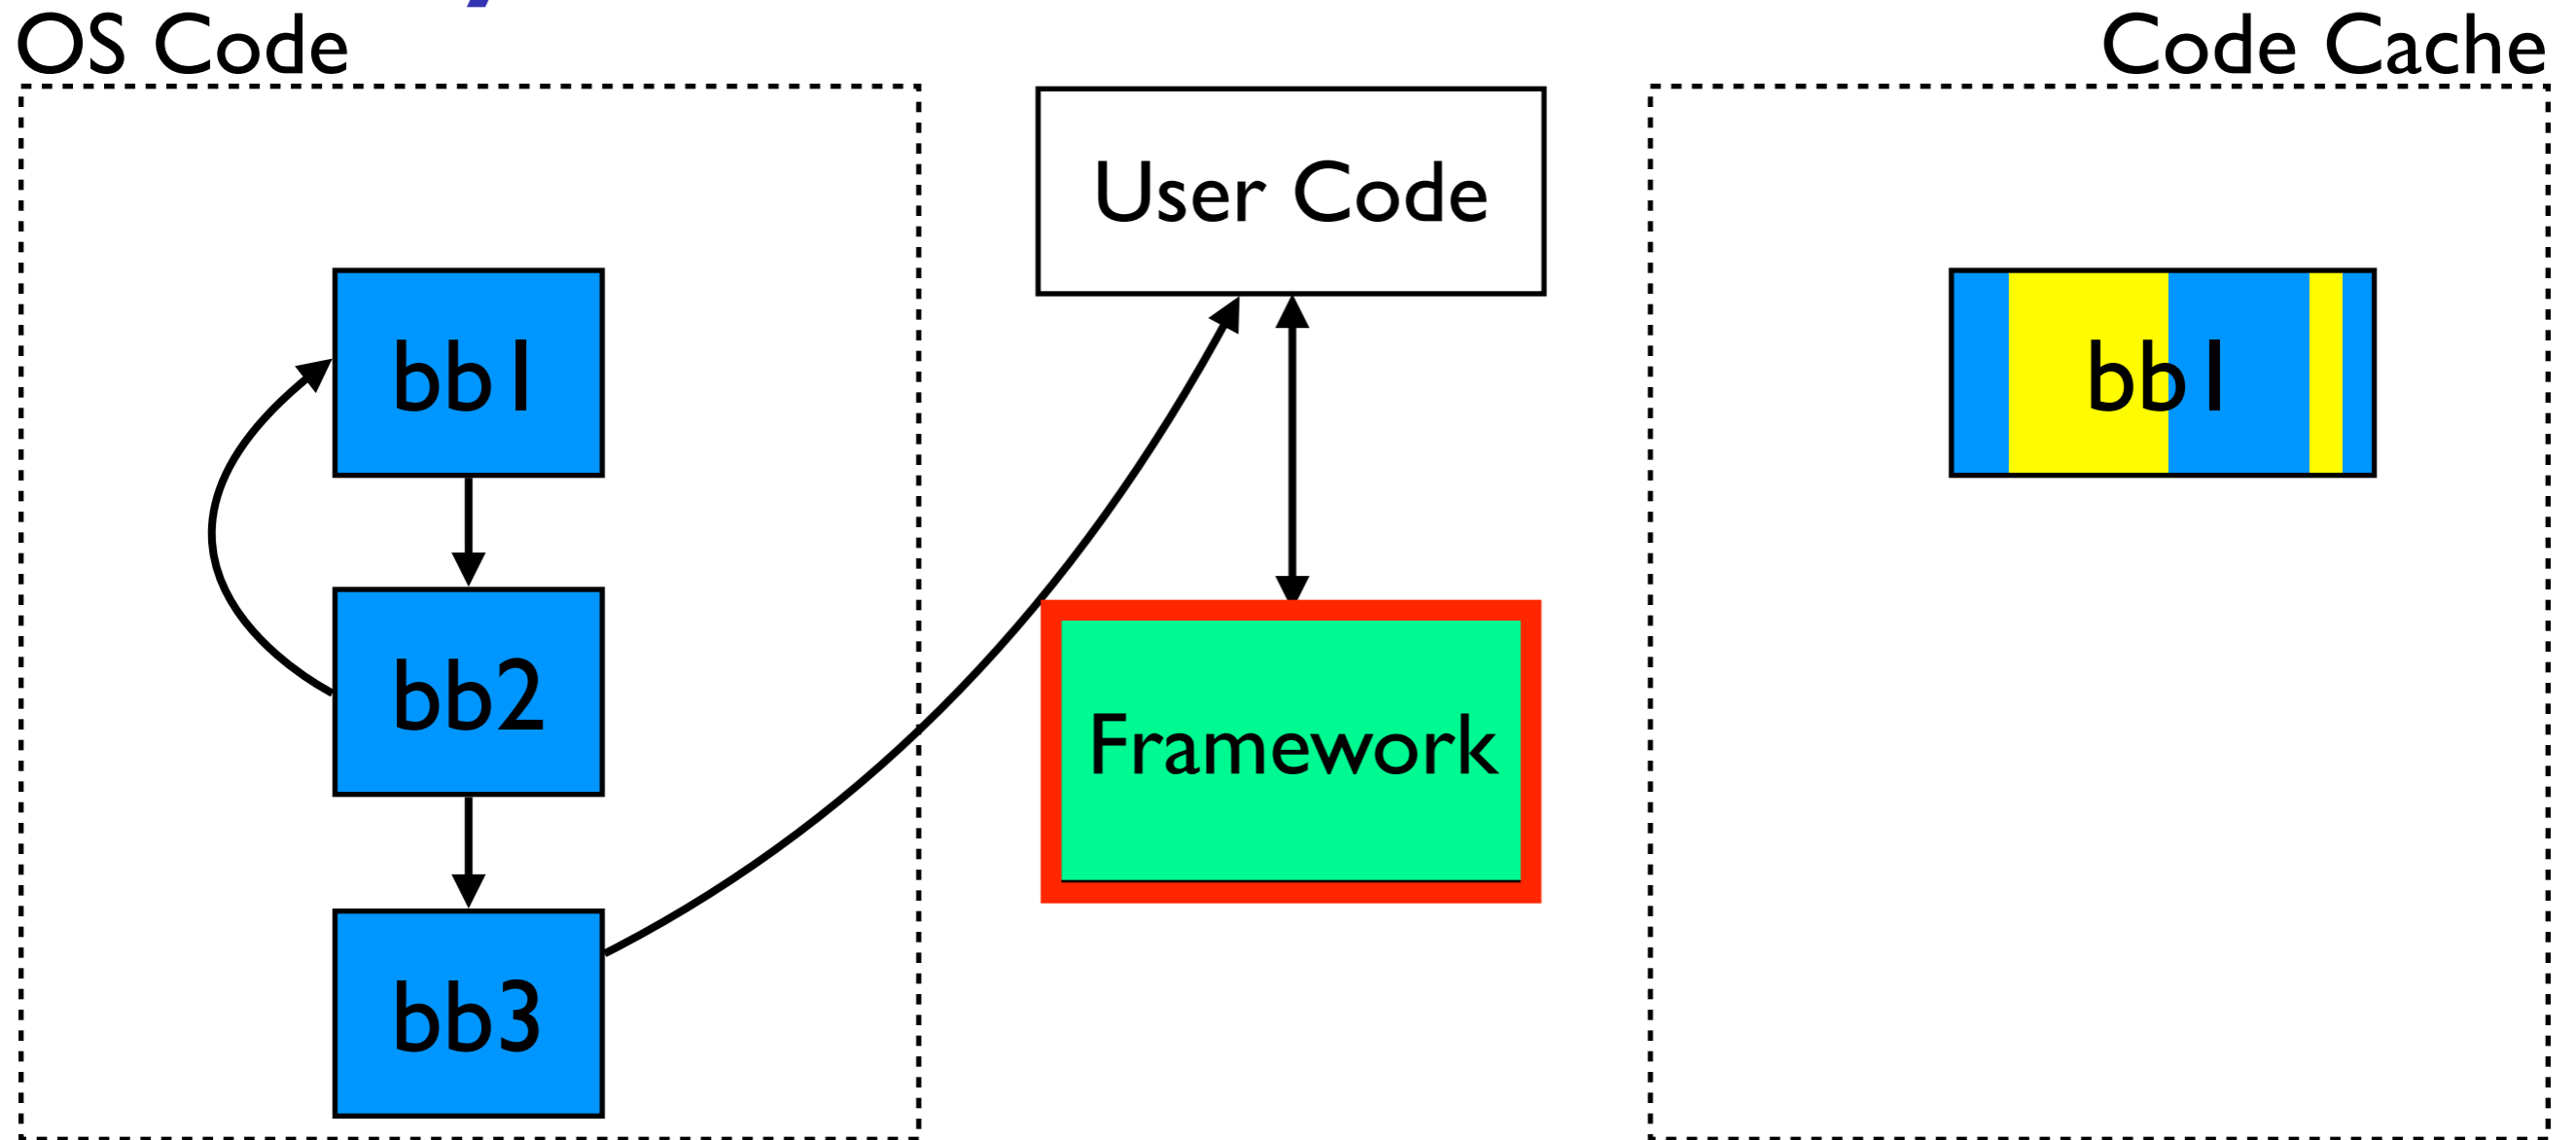 OS Code
Code Cache
User Code
bb1
bb1
bb2
Framework
bb3